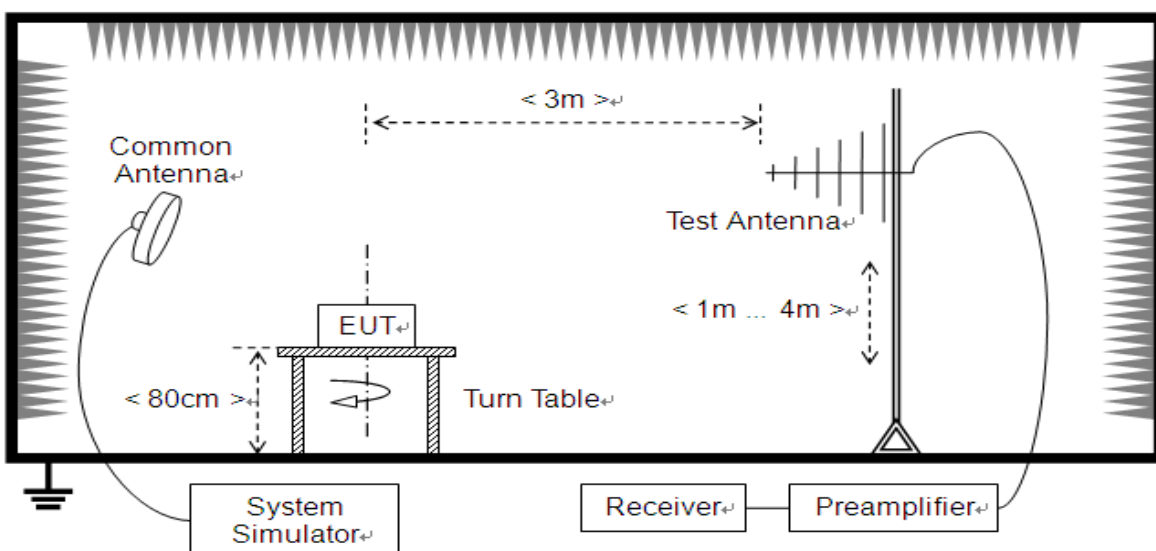 < 3m >↵
Common
Antenna↵
Test Antenna↵
< 1m ... 4m >↵
EUT↵
< 80cm >↵
Turn Table↵
System
Simulator↵
Receiver↵
Preamplifier↵